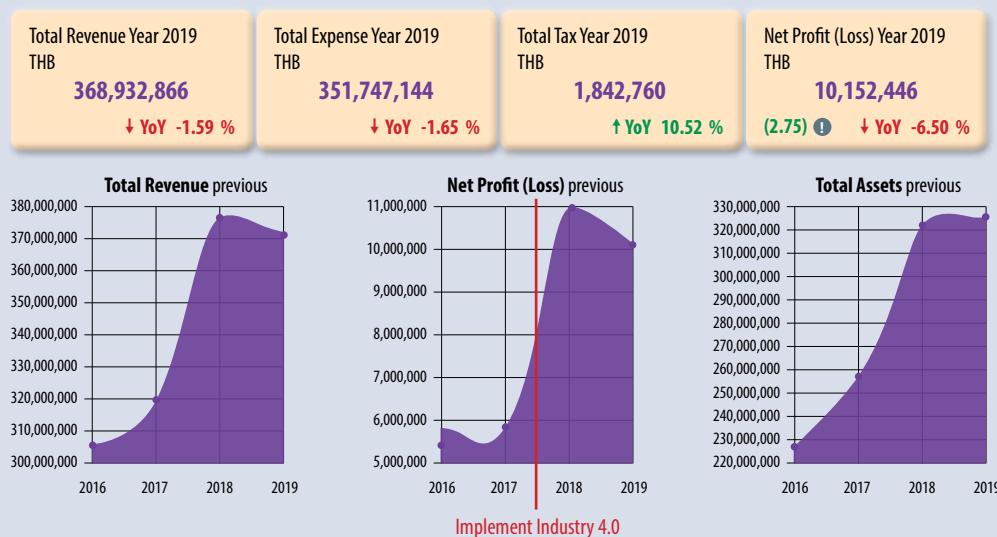 Total Revenue Year 2019
THB
368,932,866
↓ YoY -1.59 %
Total Expense Year 2019
THB
351,747,144
↓ YoY -1.65 %
Total Tax Year 2019
THB
1,842,760
↑ YoY 10.52 %
Net Profit (Loss) Year 2019
THB
10,152,446
(2.75) ! ↓ YoY -6.50 %
Total Revenue previous
380,000,000
370,000,000
360,000,000
350,000,000
340,000,000
330,000,000
320,000,000
310,000,000
300,000,000
2016 2017 2018 2019
Net Profit (Loss) previous
11,000,000
10,000,000
9,000,000
8,000,000
7,000,000
6,000,000
5,000,000
2016 2017 2018 2019
Implement Industry 4.0
Total Assets previous
330,000,000
320,000,000
310,000,000
300,000,000
290,000,000
280,000,000
270,000,000
260,000,000
250,000,000
240,000,000
230,000,000
220,000,000
2016 2017 2018 2019